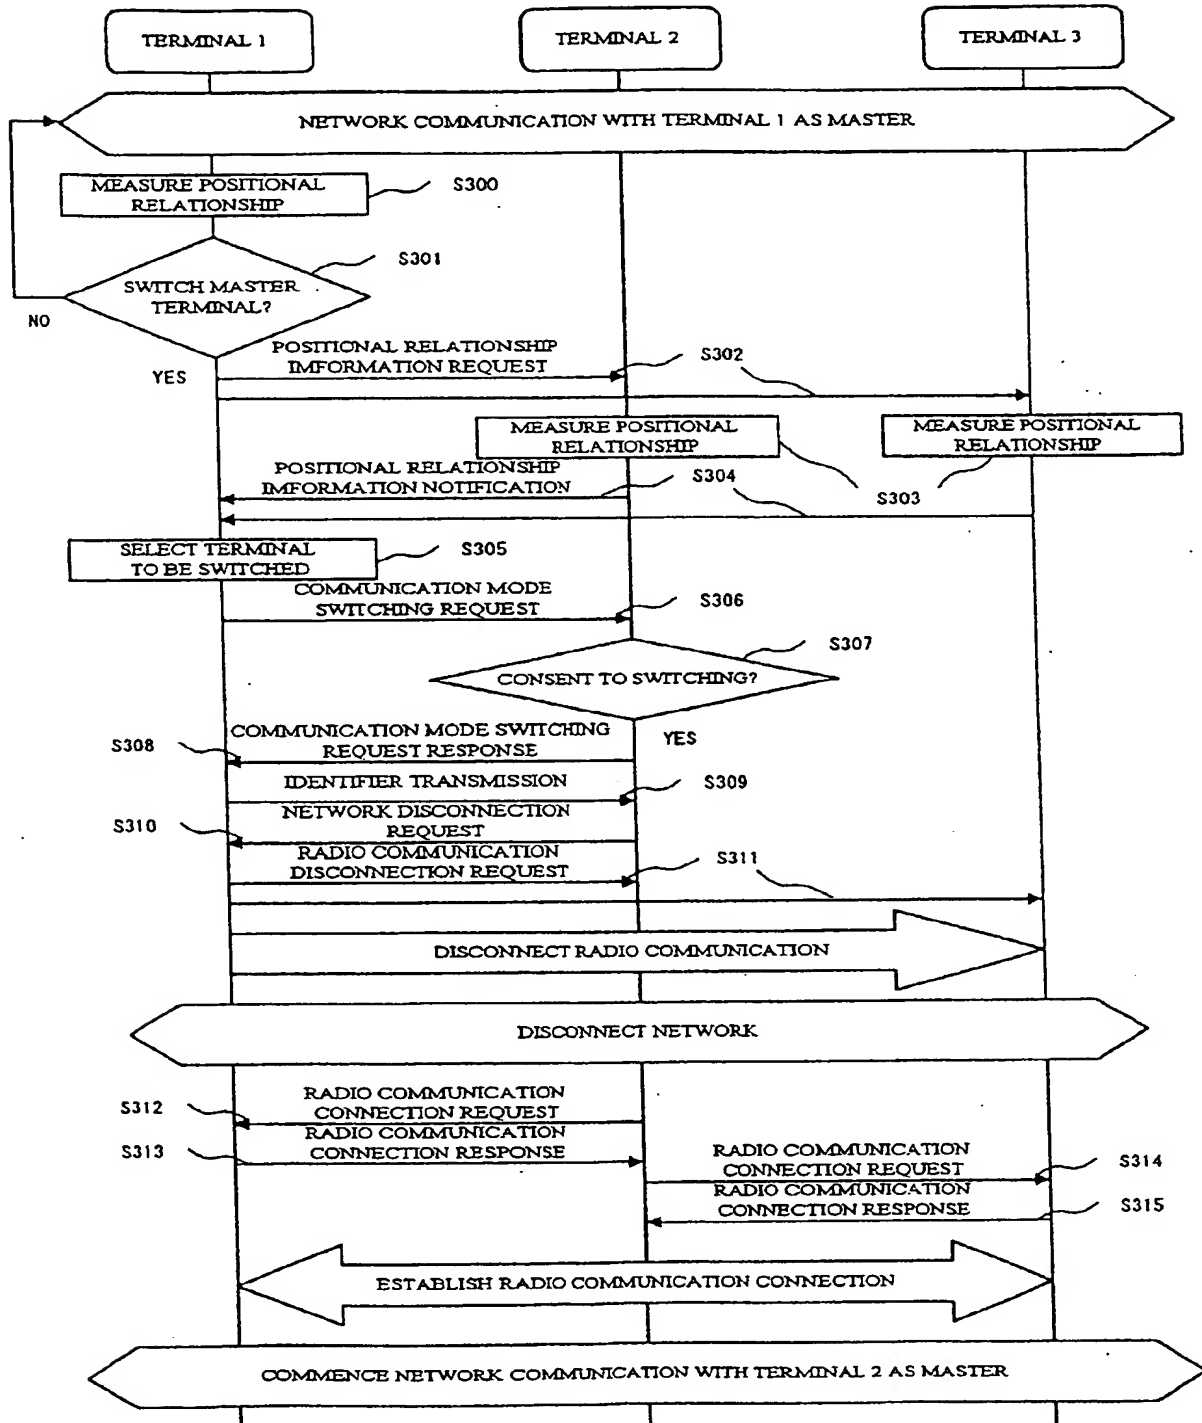 TERMINAL 1
TERMINAL 2
TERMINAL 3
NETWORK COMMUNICATION WITH TERMINAL 1 AS MASTER
MEASURE POSITIONAL
RELATIONSHIP
S300
SWITCH MASTER
TERMINAL?
S301
NO
YES
POSITIONAL RELATIONSHIP
IMFORMATION REQUEST
S302
MEASURE POSITIONAL
RELATIONSHIP
MEASURE POSITIONAL
RELATIONSHIP
S303
POSITIONAL RELATIONSHIP
IMFORMATION NOTIFICATION
S304
SELECT TERMINAL
TO BE SWITCHED
S305
COMMUNICATION MODE
SWITCHING REQUEST
S306
CONSENT TO SWITCHING?
S307
YES
COMMUNICATION MODE SWITCHING
REQUEST RESPONSE
S308
IDENTIFIER TRANSMISSION
S309
NETWORK DISCONNECTION
REQUEST
S310
RADIO COMMUNICATION
DISCONNECTION REQUEST
S311
DISCONNECT RADIO COMMUNICATION
DISCONNECT NETWORK
RADIO COMMUNICATION
CONNECTION REQUEST
S312
RADIO COMMUNICATION
CONNECTION RESPONSE
S313
RADIO COMMUNICATION
CONNECTION REQUEST
S314
RADIO COMMUNICATION
CONNECTION RESPONSE
S315
ESTABLISH RADIO COMMUNICATION CONNECTION
COMMENCE NETWORK COMMUNICATION WITH TERMINAL 2 AS MASTER